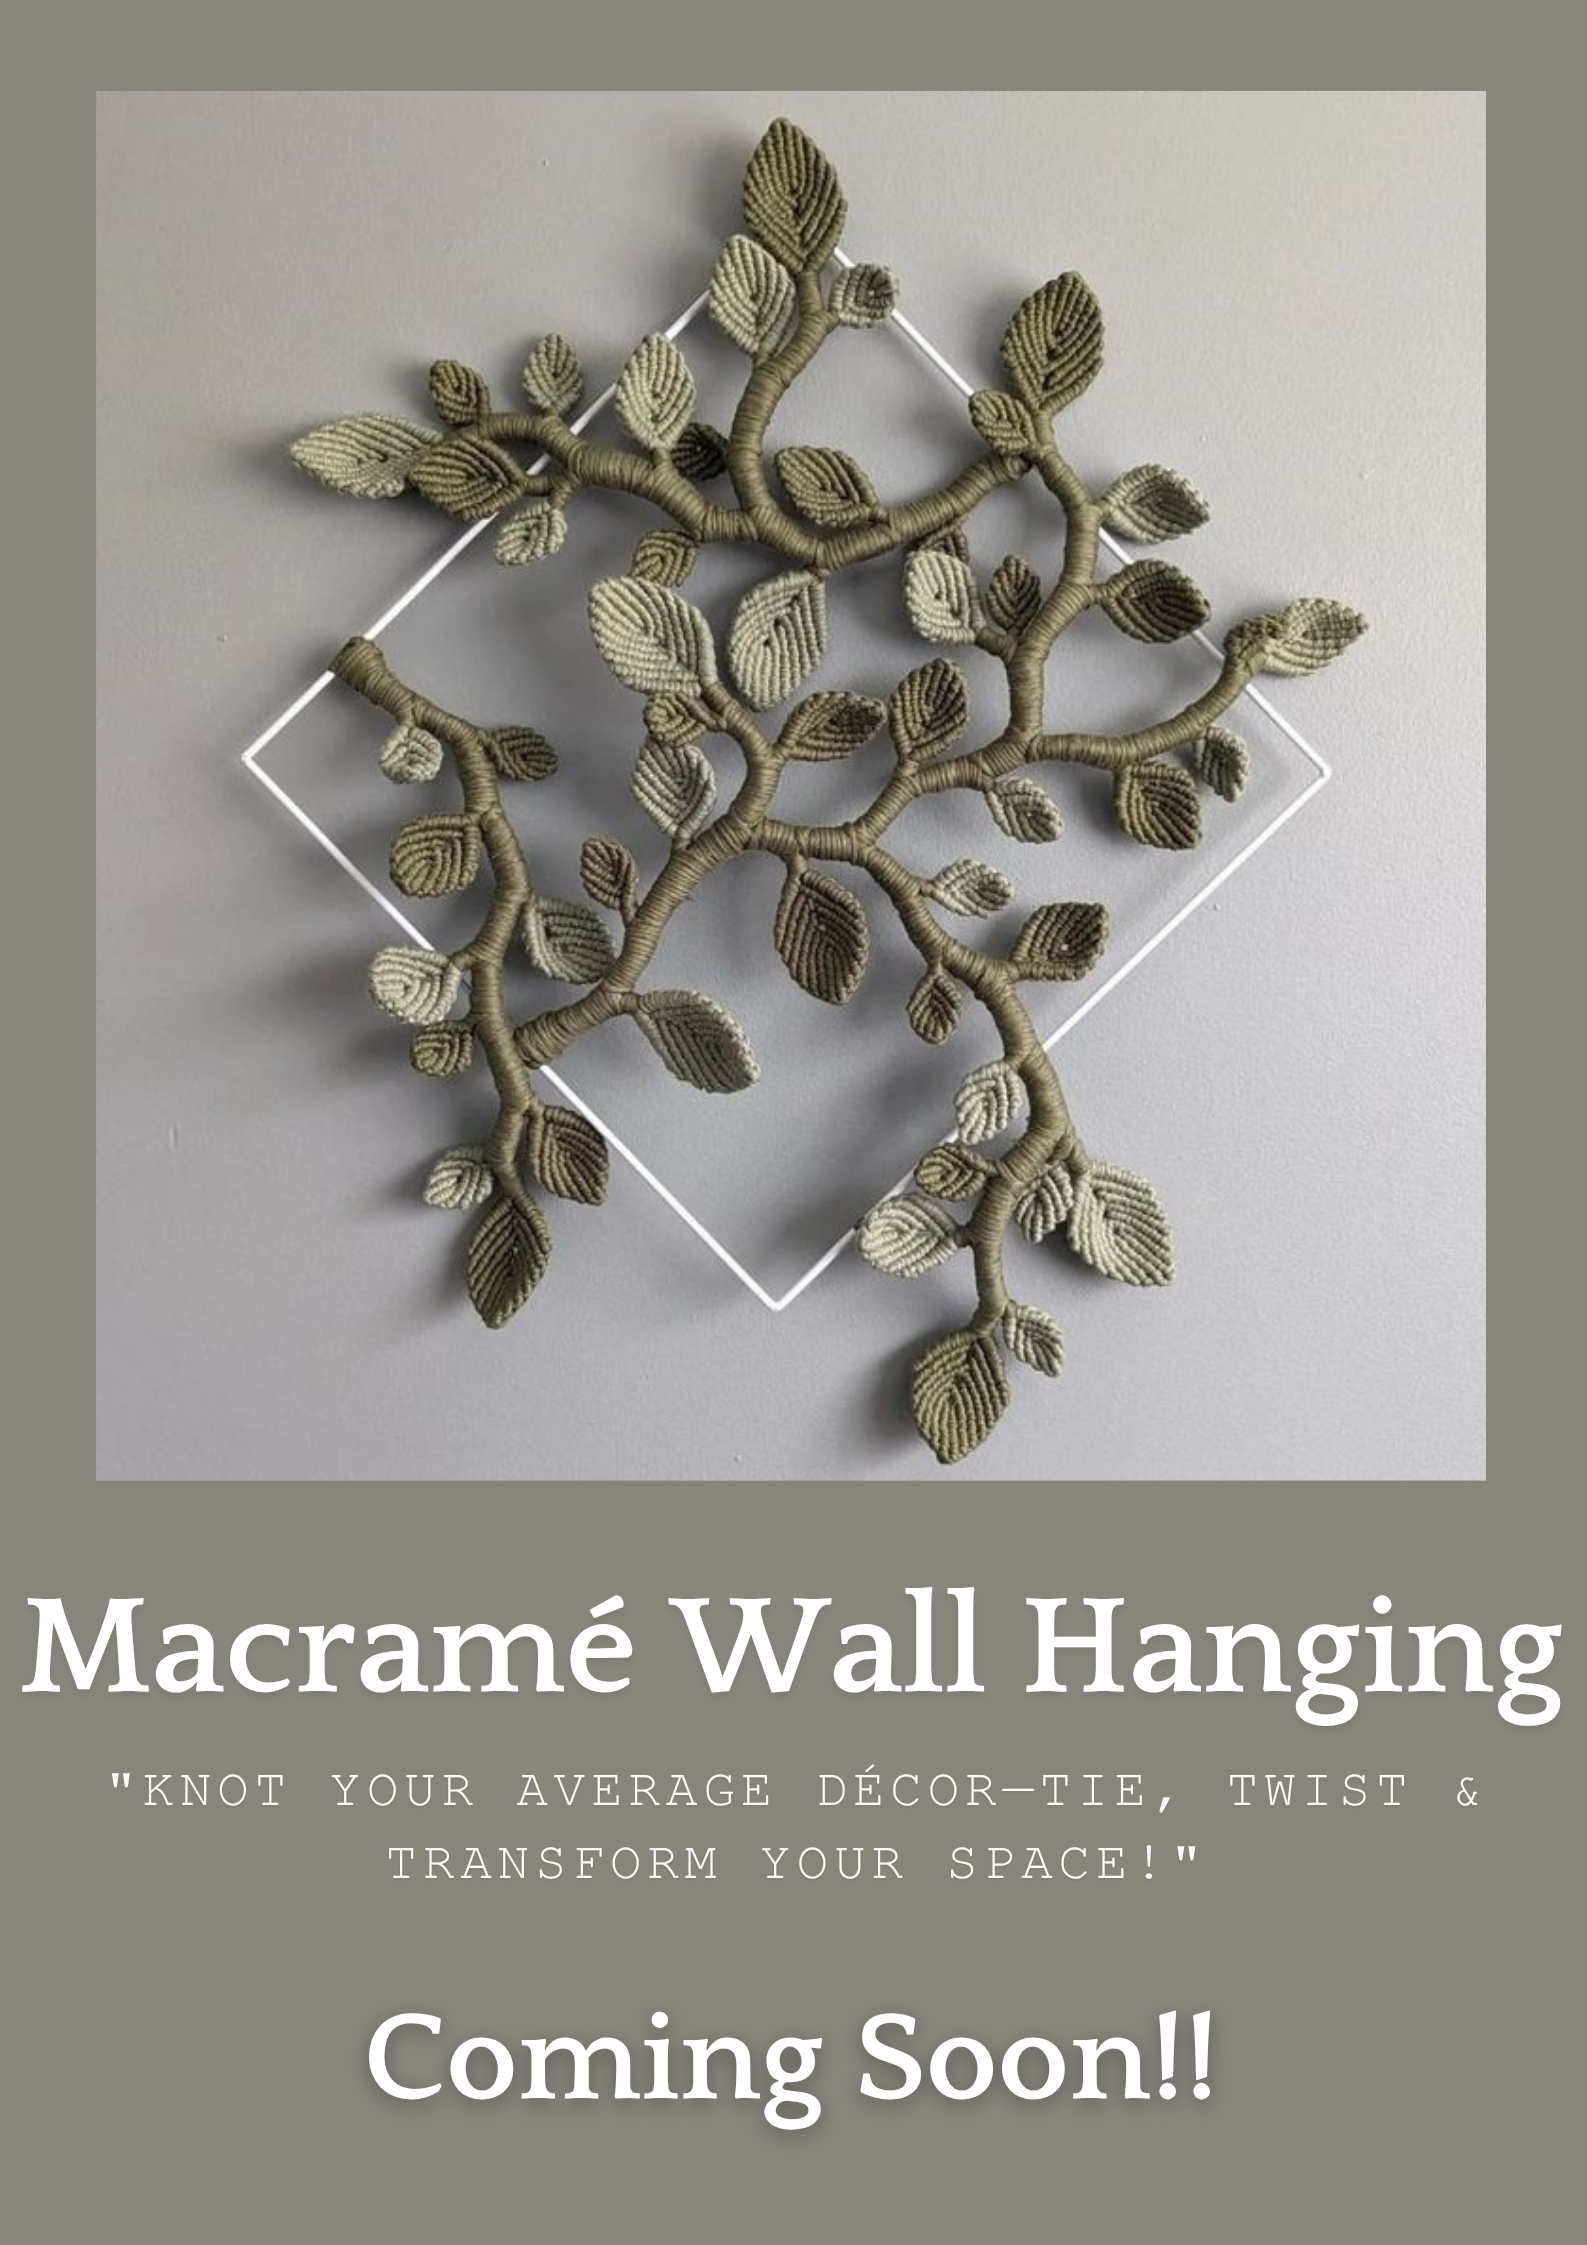 Macramé Wall Hanging
"KNOT YOUR AVERAGE DÉCOR—TIE, TWIST &
TRANSFORM YOUR SPACE!"
Coming Soon!!